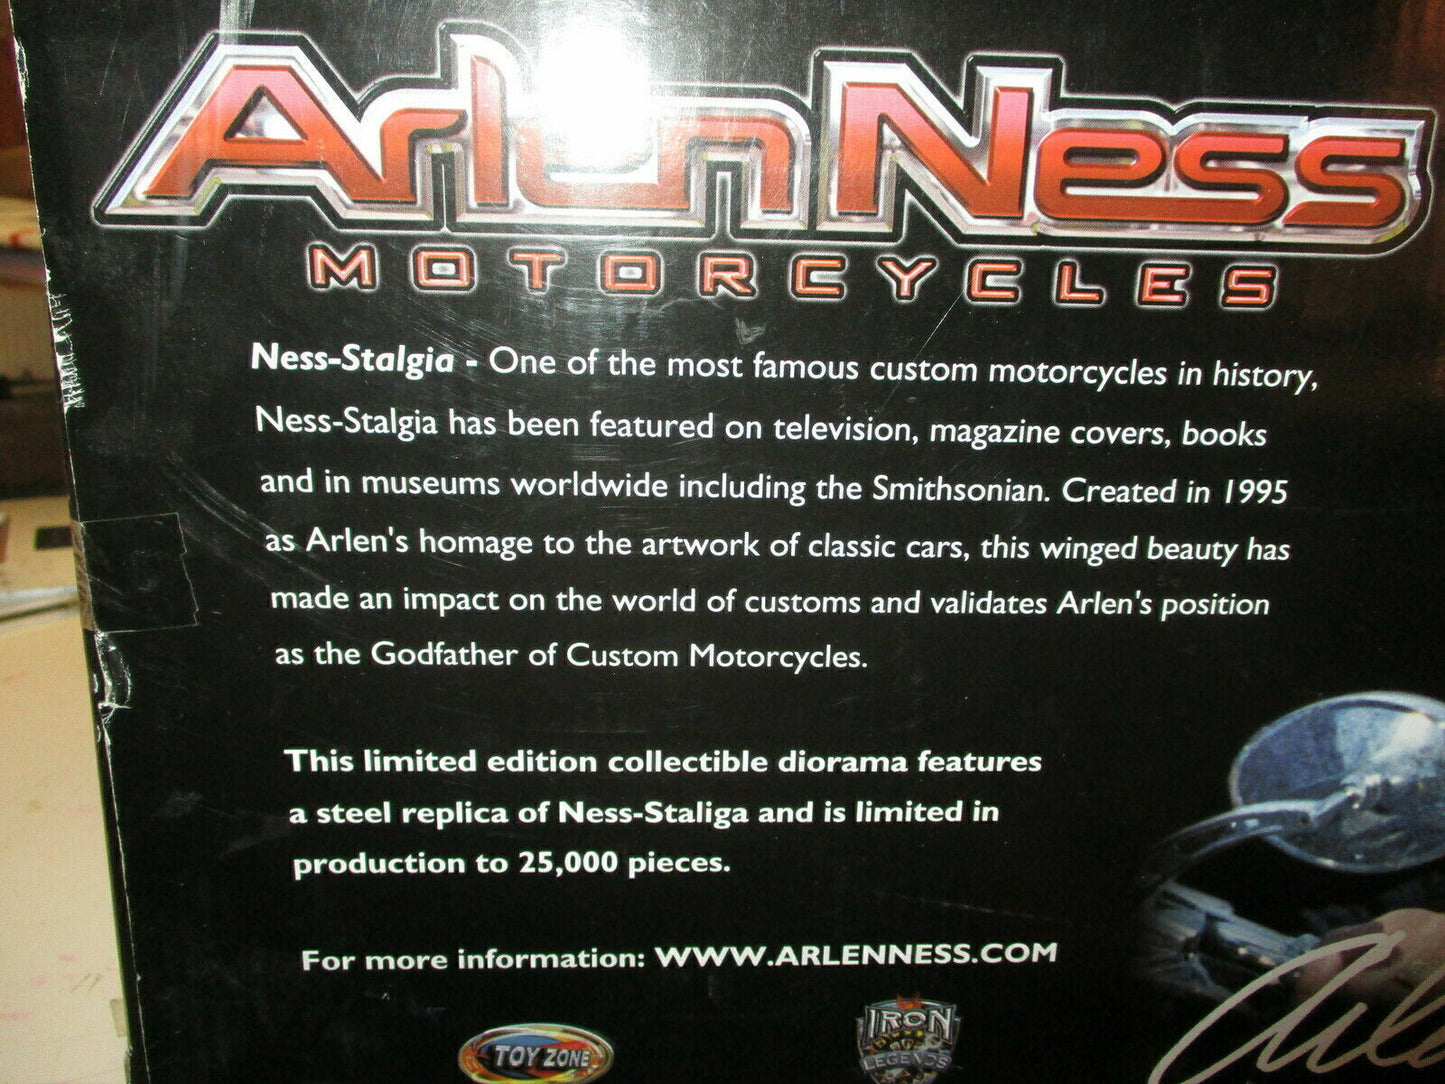 Arlen Ness
MOTORCYCLES
Ness-Stalgia - One of the most famous custom motorcycles in history,
Ness-Stalgia has been featured on television, magazine covers, books
and in museums worldwide including the Smithsonian. Created in 1995
as Arlen's homage to the artwork of classic cars, this winged beauty has
made an impact on the world of customs and validates Arlen's position
as the Godfather of Custom Motorcycles.
This limited edition collectible diorama features
a steel replica of Ness-Staliga and is limited in
production to 25,000 pieces.
For more information: WWW.ARLENNESS.COM
TOY ZONE
IRON
LEGENDS